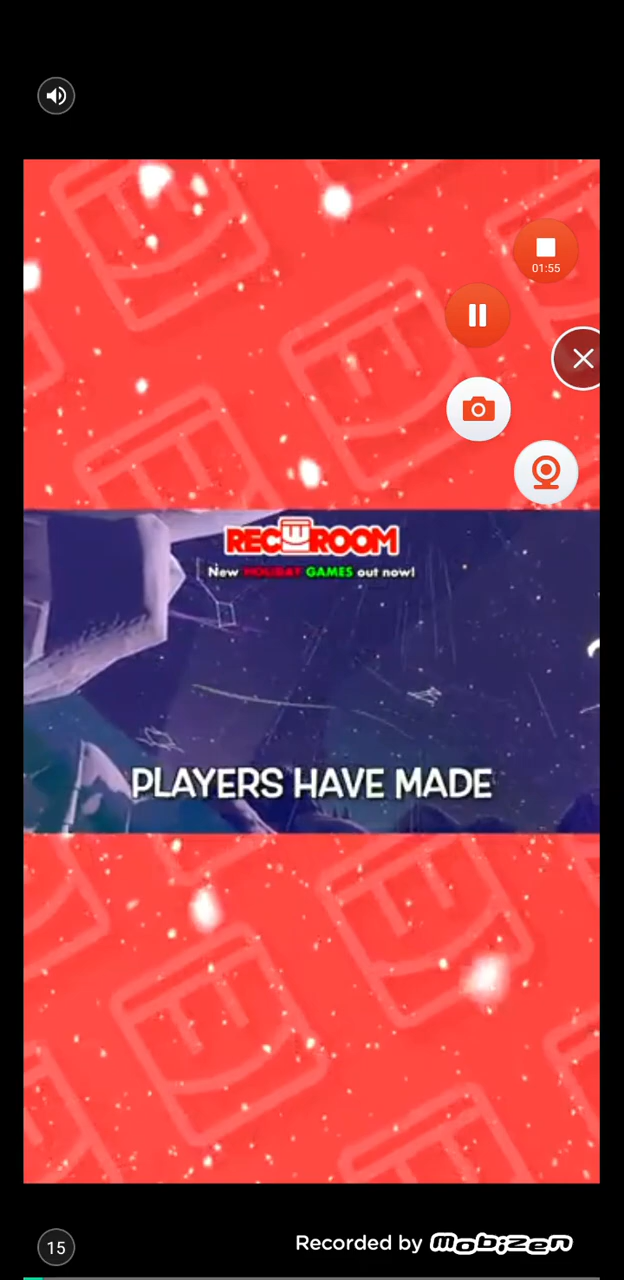 01:55
REC ROOM
New HOLIDAY GAMES out now!
PLAYERS HAVE MADE
15
Recorded by Mobizen